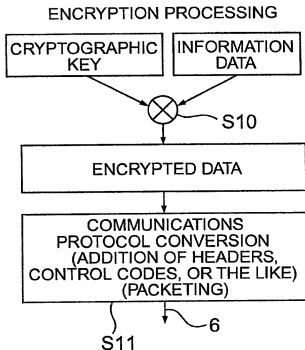 ENCRYPTION PROCESSING
CRYPTOGRAPHIC
KEY
INFORMATION
DATA
S10
ENCRYPTED DATA
COMMUNICATIONS
PROTOCOL CONVERSION
(ADDITION OF HEADERS,
CONTROL CODES, OR THE LIKE)
(PACKETING)
6
S11